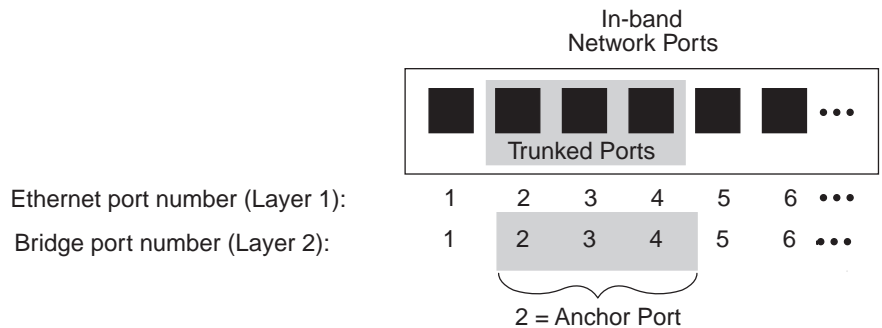 In-band
Network Ports
Trunked Ports
Ethernet port number (Layer 1): 1 2 3 4 5 6 •••
Bridge port number (Layer 2): 1 2 3 4 5 6 •••
2 = Anchor Port